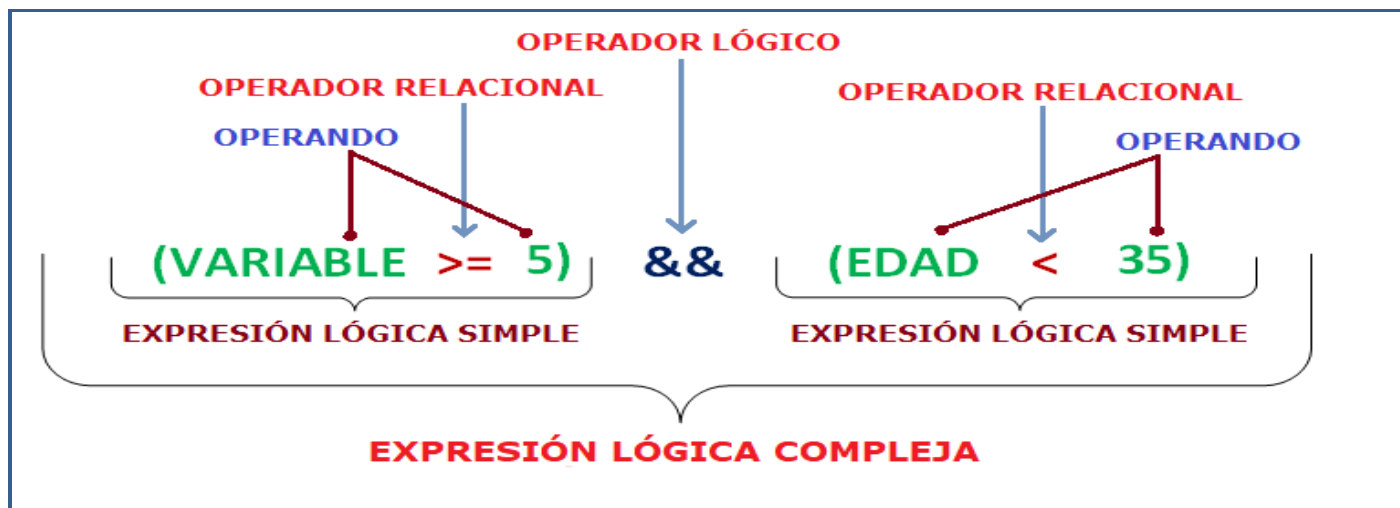 OPERADOR LÓGICO
OPERADOR RELACIONAL
OPERADOR RELACIONAL
OPERANDO
OPERANDO
(VARIABLE >= 5) && (EDAD < 35)
EXPRESIÓN LÓGICA SIMPLE
EXPRESIÓN LÓGICA SIMPLE
EXPRESIÓN LÓGICA COMPLEJA